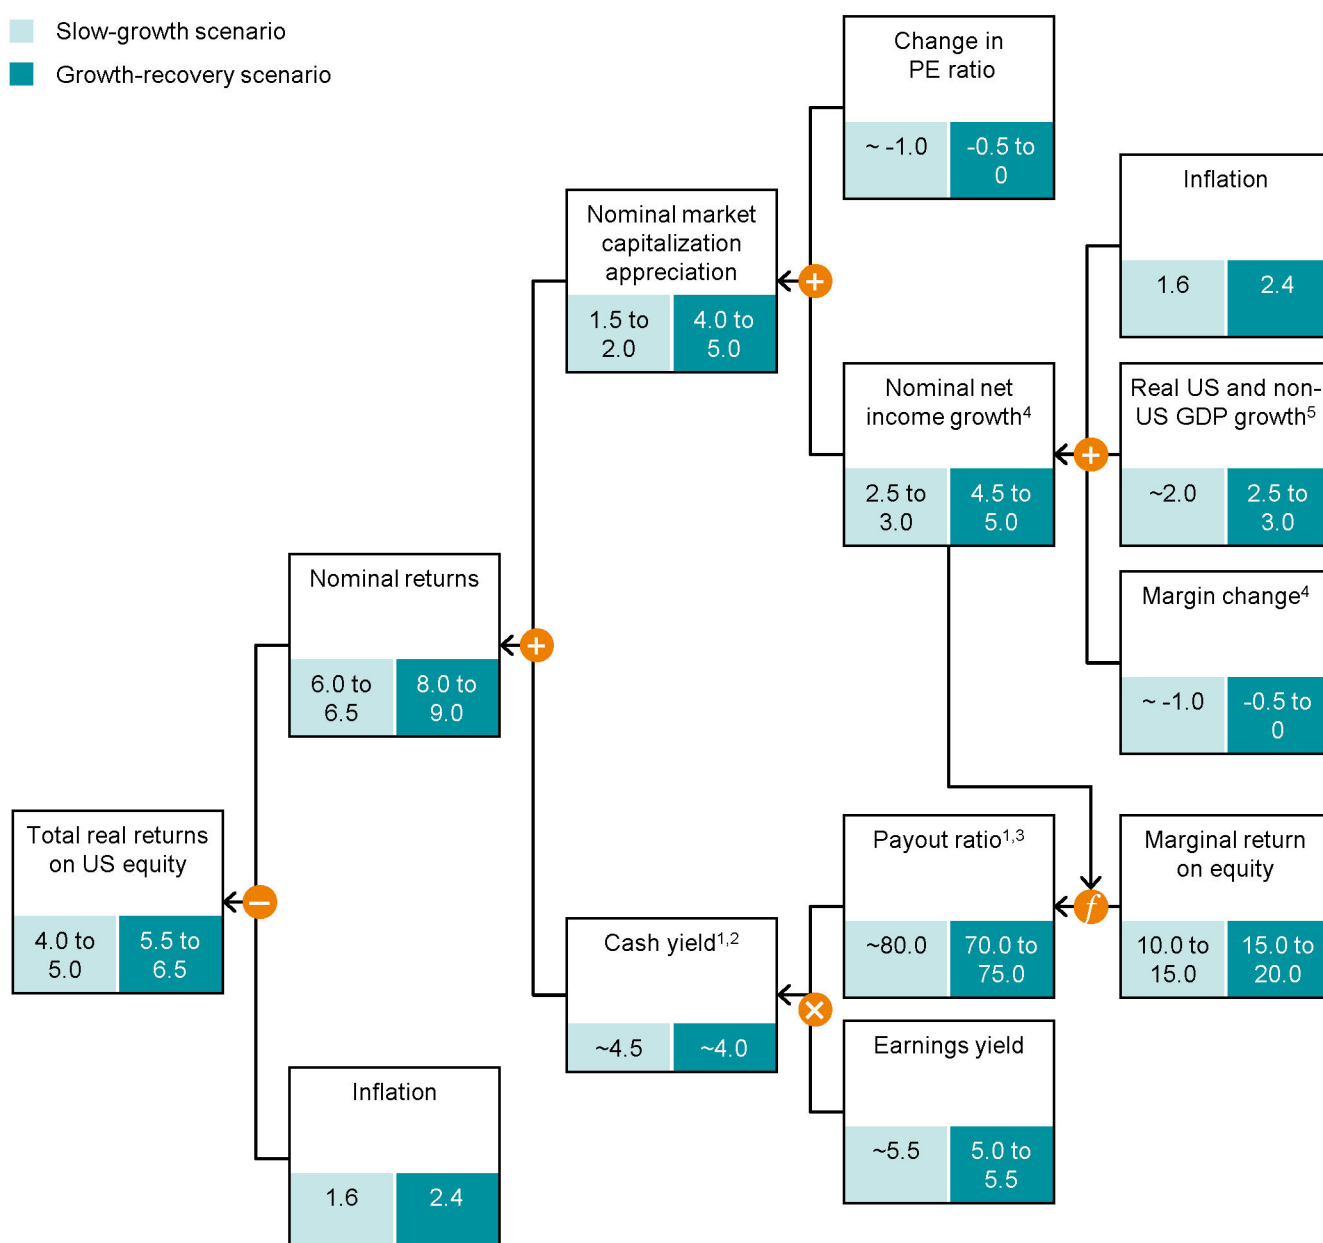 Slow-growth scenario
Growth-recovery scenario
Change in
PE ratio
~ -1.0
-0.5 to
0
Inflation
1.6
2.4
Nominal market
capitalization
appreciation
1.5 to
2.0
4.0 to
5.0
+
Nominal net
income growth4
2.5 to
3.0
4.5 to
5.0
+
Real US and non-
US GDP growth5
~2.0
2.5 to
3.0
Margin change4
~ -1.0
-0.5 to
0
Nominal returns
6.0 to
6.5
8.0 to
9.0
+
Total real returns
on US equity
4.0 to
5.0
5.5 to
6.5
−
Inflation
1.6
2.4
Cash yield1,2
~4.5
~4.0
×
Payout ratio1,3
~80.0
70.0 to
75.0
f
Marginal return
on equity
10.0 to
15.0
15.0 to
20.0
Earnings yield
~5.5
5.0 to
5.5